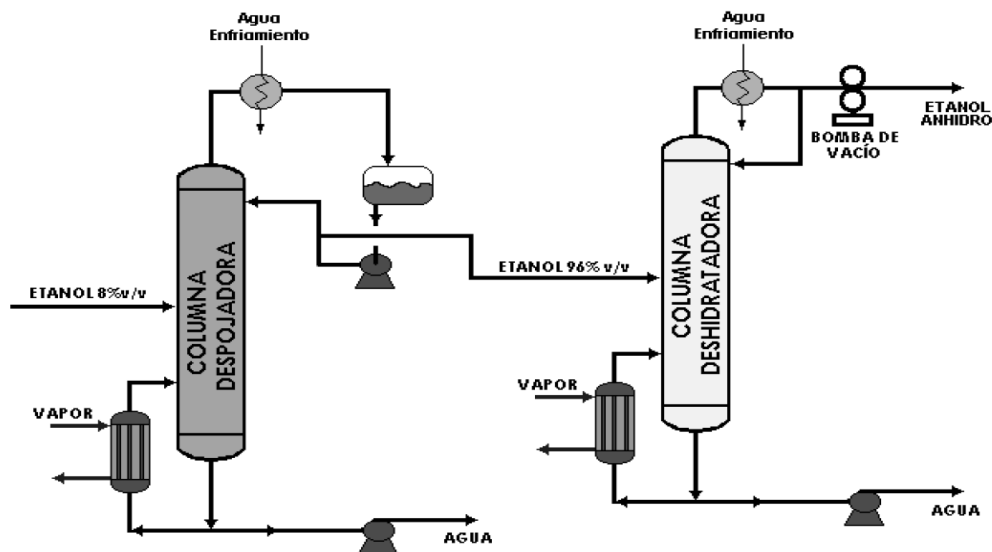 Agua
Enfriamiento
Agua
Enfriamiento
ETANOL
ANHIDRO
BOMBA DE
VACÍO
COLUMNA
DESPOJADORA
COLUMNA
DESHIDRATADORA
ETANOL 96% v/v
ETANOL 8%v/v
VAPOR
VAPOR
AGUA
AGUA